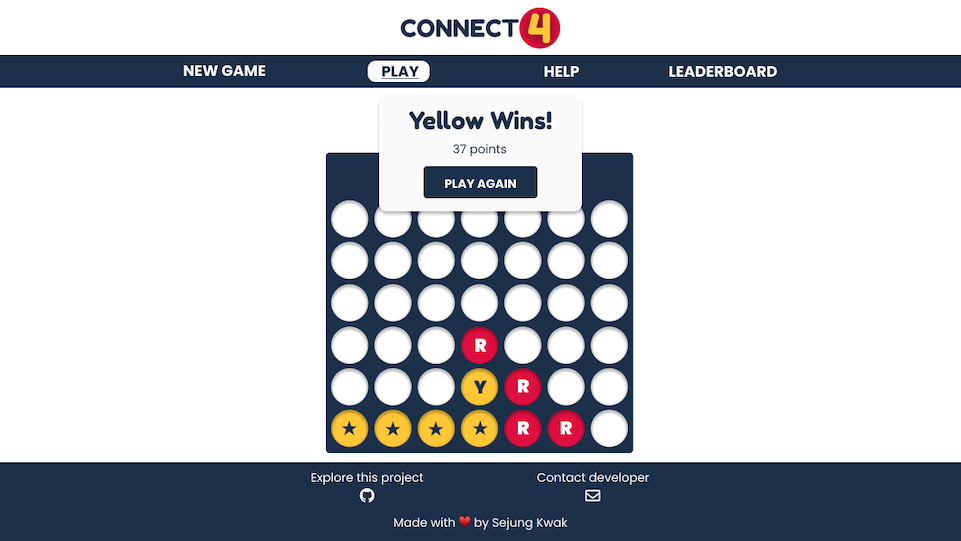 CONNECT 4
NEW GAME PLAY HELP LEADERBOARD
Yellow Wins!
37 points
PLAY AGAIN
R
Y R
R R
Explore this project Contact developer
Made with ❤️ by Sejung Kwak